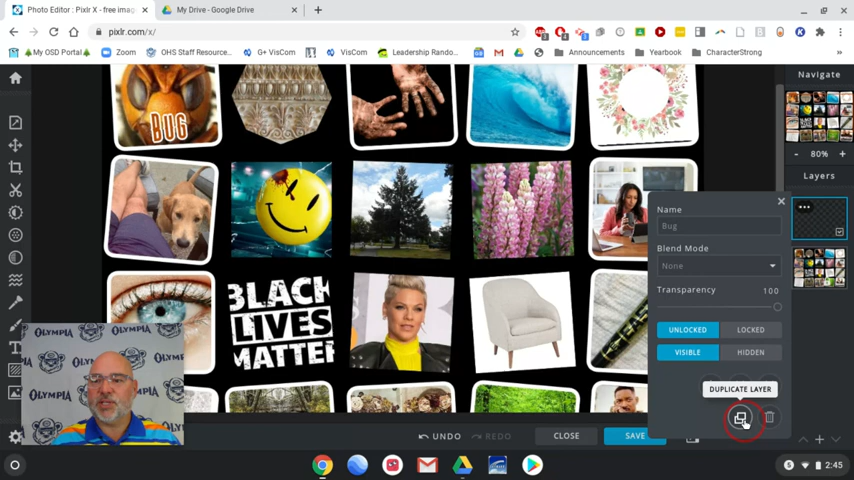 Photo Editor : Pixlr X - free imag
My Drive - Google Drive
pixlr.com/x/
My OSD Portal
Zoom
OHS Staff Resource...
G+ VisCom
VisCom
Leadership Rando...
Announcements
Yearbook
CharacterStrong
Navigate
80%
Layers
BUG
BLACK
LIVES
MATTER
Name
Bug
Blend Mode
None
Transparency
100
UNLOCKED
LOCKED
VISIBLE
HIDDEN
DUPLICATE LAYER
OLYMPIA
OLYMPIA
UNDO
REDO
CLOSE
SAVE
2:45